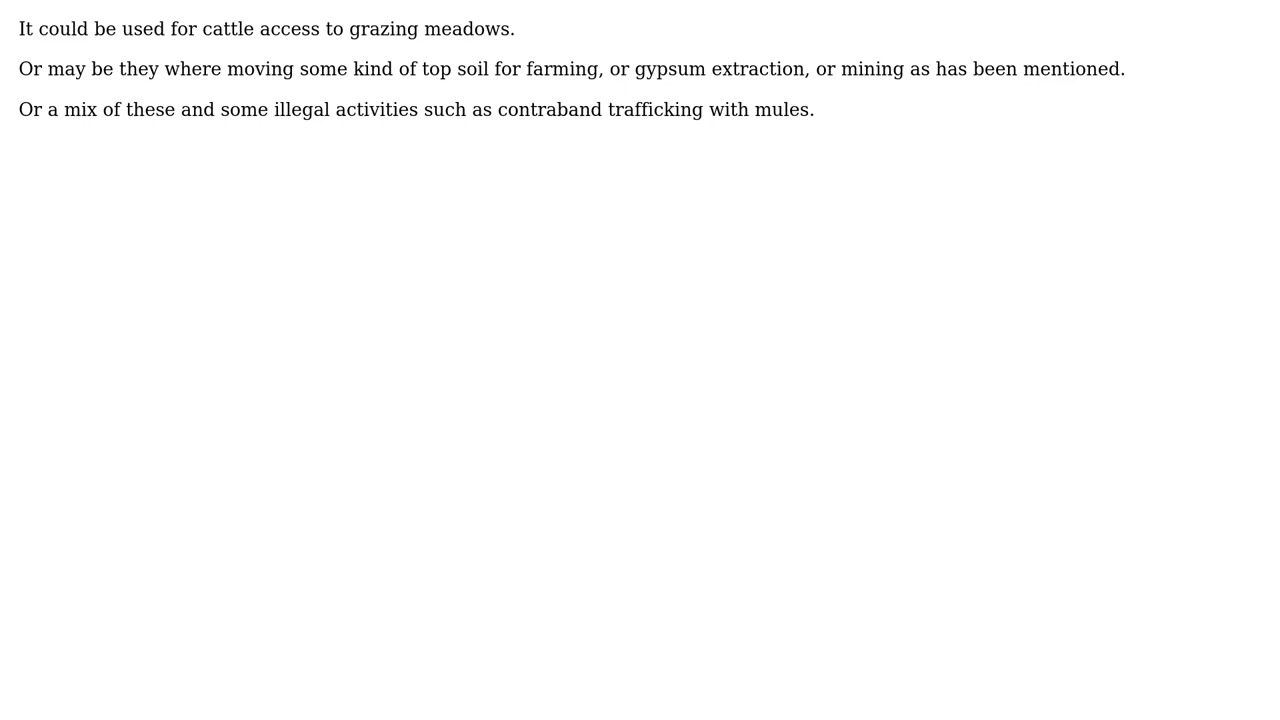 It could be used for cattle access to grazing meadows.
Or may be they where moving some kind of top soil for farming, or gypsum extraction, or mining as has been mentioned.
Or a mix of these and some illegal activities such as contraband trafficking with mules.